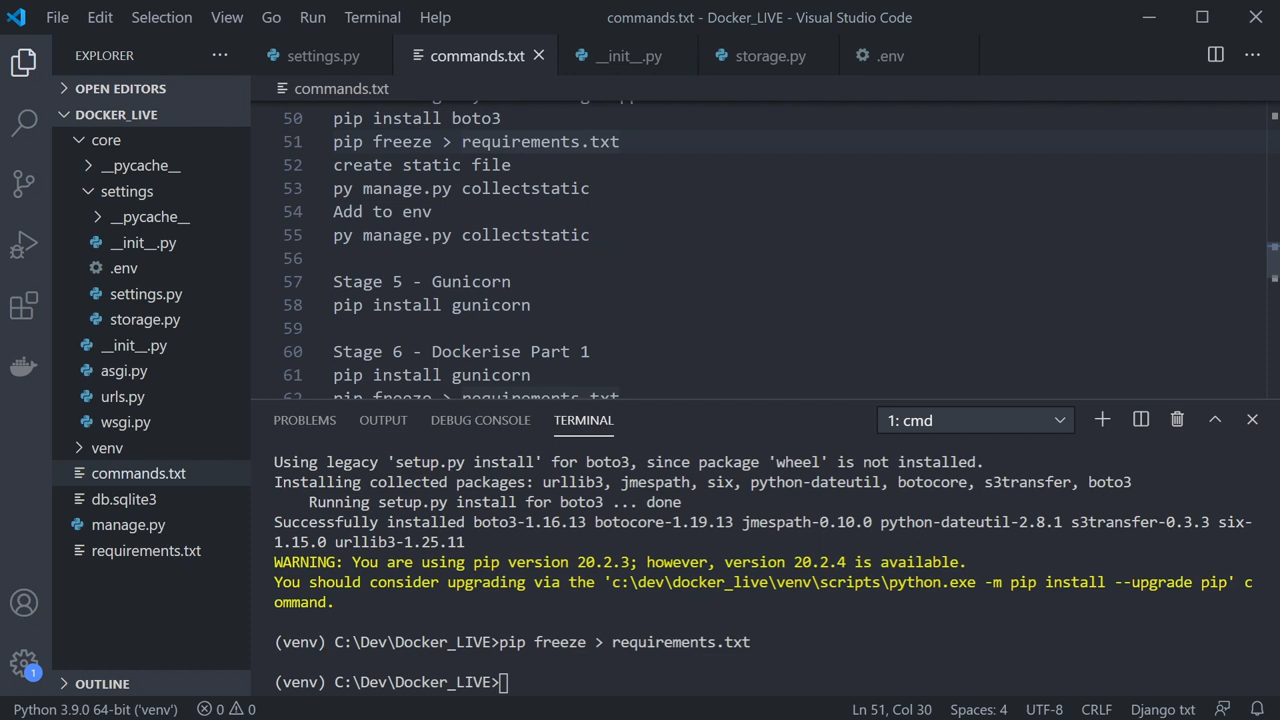 File Edit Selection View Go Run Terminal Help commands.txt - Docker_LIVE - Visual Studio Code
EXPLORER
settings.py
commands.txt
__init__.py
storage.py
.env
OPEN EDITORS
DOCKER_LIVE
core
__pycache__
settings
__pycache__
__init__.py
.env
settings.py
storage.py
__init__.py
asgi.py
urls.py
wsgi.py
venv
commands.txt
db.sqlite3
manage.py
requirements.txt
OUTLINE
commands.txt
50 pip install boto3
51 pip freeze > requirements.txt
52 create static file
53 py manage.py collectstatic
54 Add to env
55 py manage.py collectstatic
56
57 Stage 5 - Gunicorn
58 pip install gunicorn
59
60 Stage 6 - Dockerise Part 1
61 pip install gunicorn
62 pip freeze > requirements.txt
PROBLEMS OUTPUT DEBUG CONSOLE TERMINAL 1: cmd
Using legacy 'setup.py install' for boto3, since package 'wheel' is not installed.
Installing collected packages: urllib3, jmespath, six, python-dateutil, botocore, s3transfer, boto3
Running setup.py install for boto3 ... done
Successfully installed boto3-1.16.13 botocore-1.19.13 jmespath-0.10.0 python-dateutil-2.8.1 s3transfer-0.3.3 six-
1.15.0 urllib3-1.25.11
WARNING: You are using pip version 20.2.3; however, version 20.2.4 is available.
You should consider upgrading via the 'c:\dev\docker_live\venv\scripts\python.exe -m pip install --upgrade pip' c
ommand.
(venv) C:\Dev\Docker_LIVE>pip freeze > requirements.txt
(venv) C:\Dev\Docker_LIVE>
1
Python 3.9.0 64-bit ('venv') 0 0 Ln 51, Col 30 Spaces: 4 UTF-8 CRLF Django txt